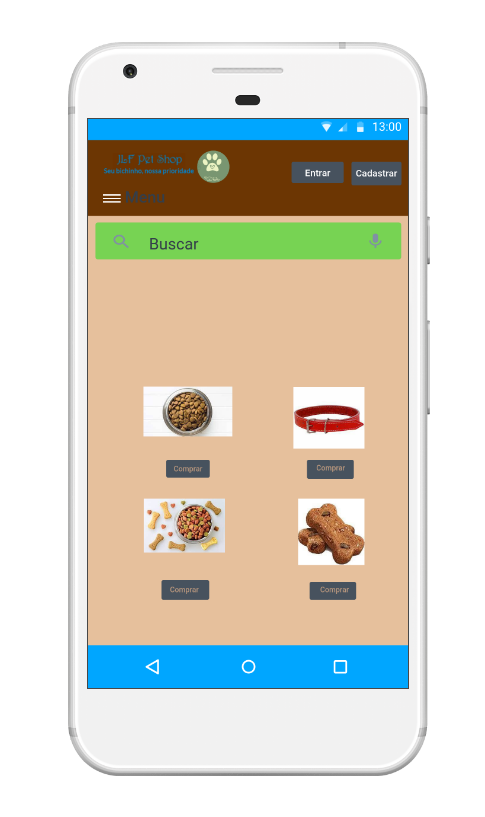 13:00
J&F Pet Shop
Seu bichinho, nossa prioridade
Entrar
Cadastrar
Menu
Buscar
Comprar
Comprar
Comprar
Comprar